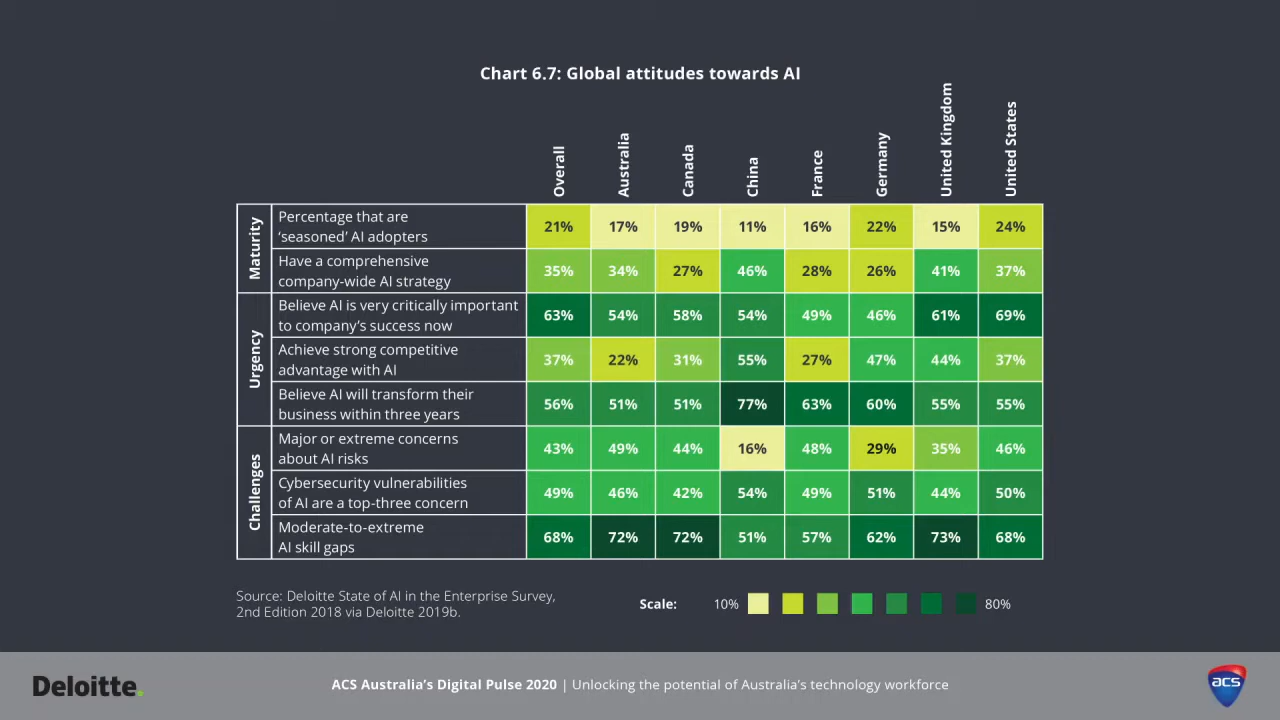 Chart 6.7: Global attitudes towards AI
Overall
Australia
Canada
China
France
Germany
United Kingdom
United States
Maturity
Percentage that are
‘seasoned’ AI adopters
21% 17% 19% 11% 16% 22% 15% 24%
Have a comprehensive
company-wide AI strategy
35% 34% 27% 46% 28% 26% 41% 37%
Urgency
Believe AI is very critically important
to company’s success now
63% 54% 58% 54% 49% 46% 61% 69%
Achieve strong competitive
advantage with AI
37% 22% 31% 55% 27% 47% 44% 37%
Believe AI will transform their
business within three years
56% 51% 51% 77% 63% 60% 55% 55%
Challenges
Major or extreme concerns
about AI risks
43% 49% 44% 16% 48% 29% 35% 46%
Cybersecurity vulnerabilities
of AI are a top-three concern
49% 46% 42% 54% 49% 51% 44% 50%
Moderate-to-extreme
AI skill gaps
68% 72% 72% 51% 57% 62% 73% 68%
Source: Deloitte State of AI in the Enterprise Survey,
2nd Edition 2018 via Deloitte 2019b.
Scale: 10% 80%
Deloitte.
ACS Australia’s Digital Pulse 2020 | Unlocking the potential of Australia’s technology workforce
acs